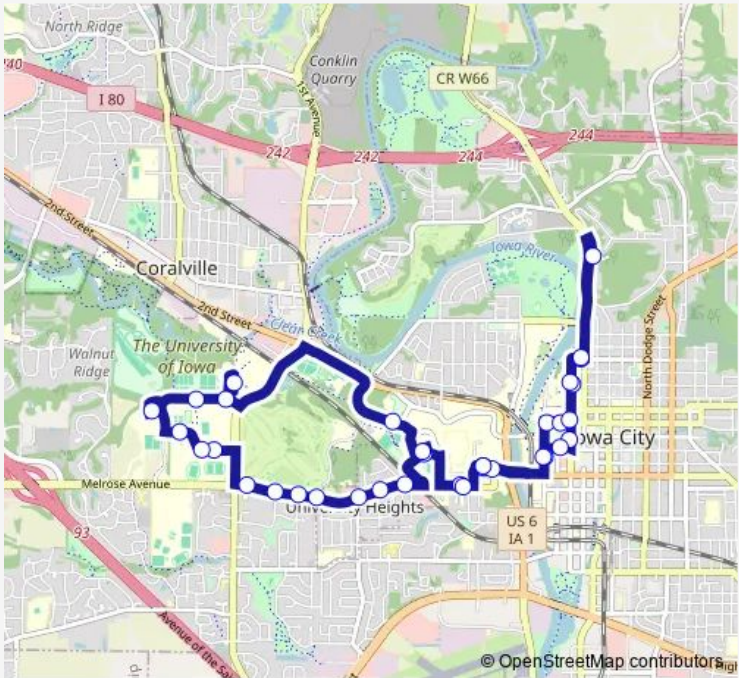 North Ridge
Conklin
Quarry
CR W66
I 80
1st Avenue
242
242
244
244
2nd Street
Coralville
Iowa River
2nd Street
Clear Creek
The University
of Iowa
Walnut
Ridge
North Dodge Street
Iowa City
Melrose Avenue
University Heights
93
US 6
IA 1
Avenue of the Sa
© OpenStreetMap contributors